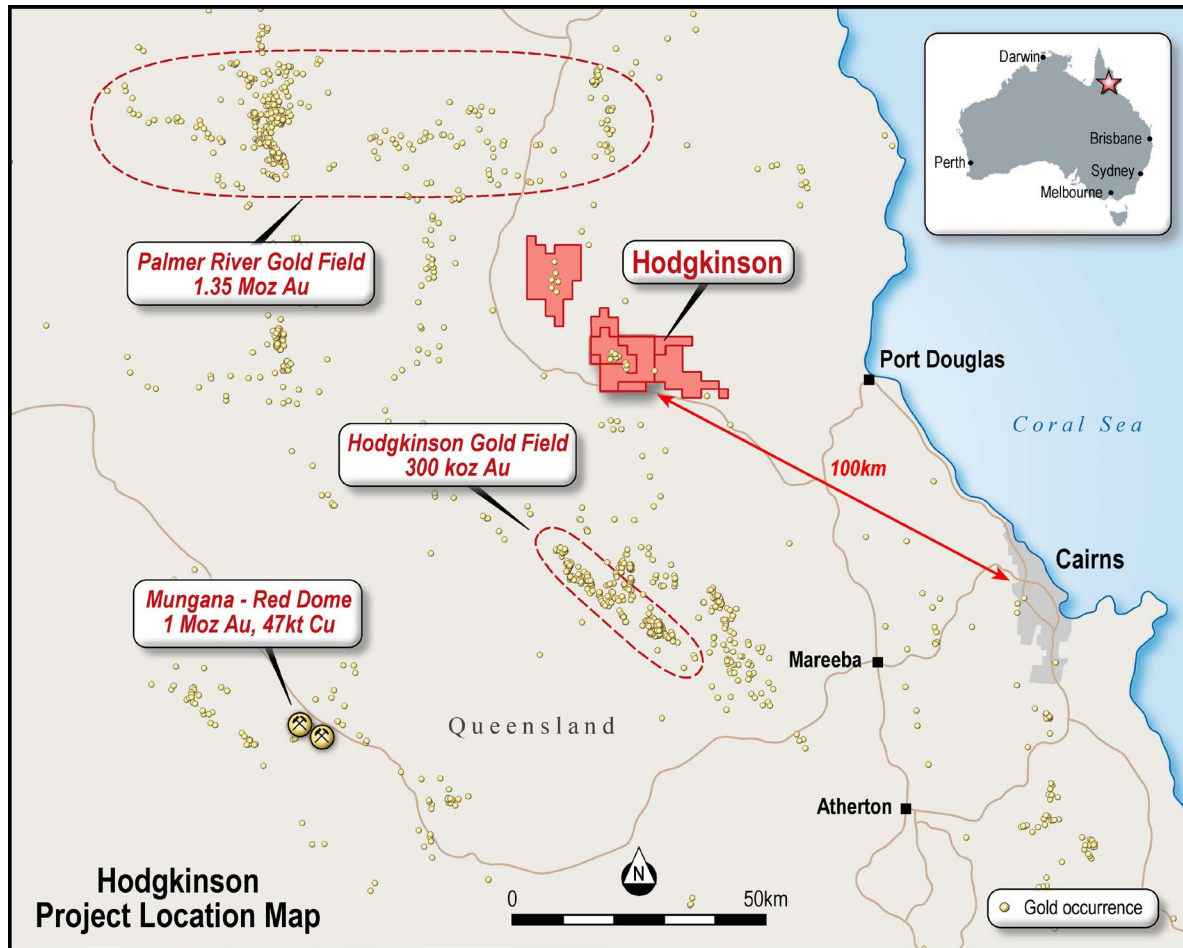 Darwin
Brisbane
Perth
Sydney
Melbourne
Palmer River Gold Field
1.35 Moz Au
Hodgkinson
Port Douglas
Coral Sea
Hodgkinson Gold Field
300 koz Au
100km
Cairns
Mungana - Red Dome
1 Moz Au, 47kt Cu
Mareeba
Queensland
Atherton
Hodgkinson
Project Location Map
N
0
50km
Gold occurrence